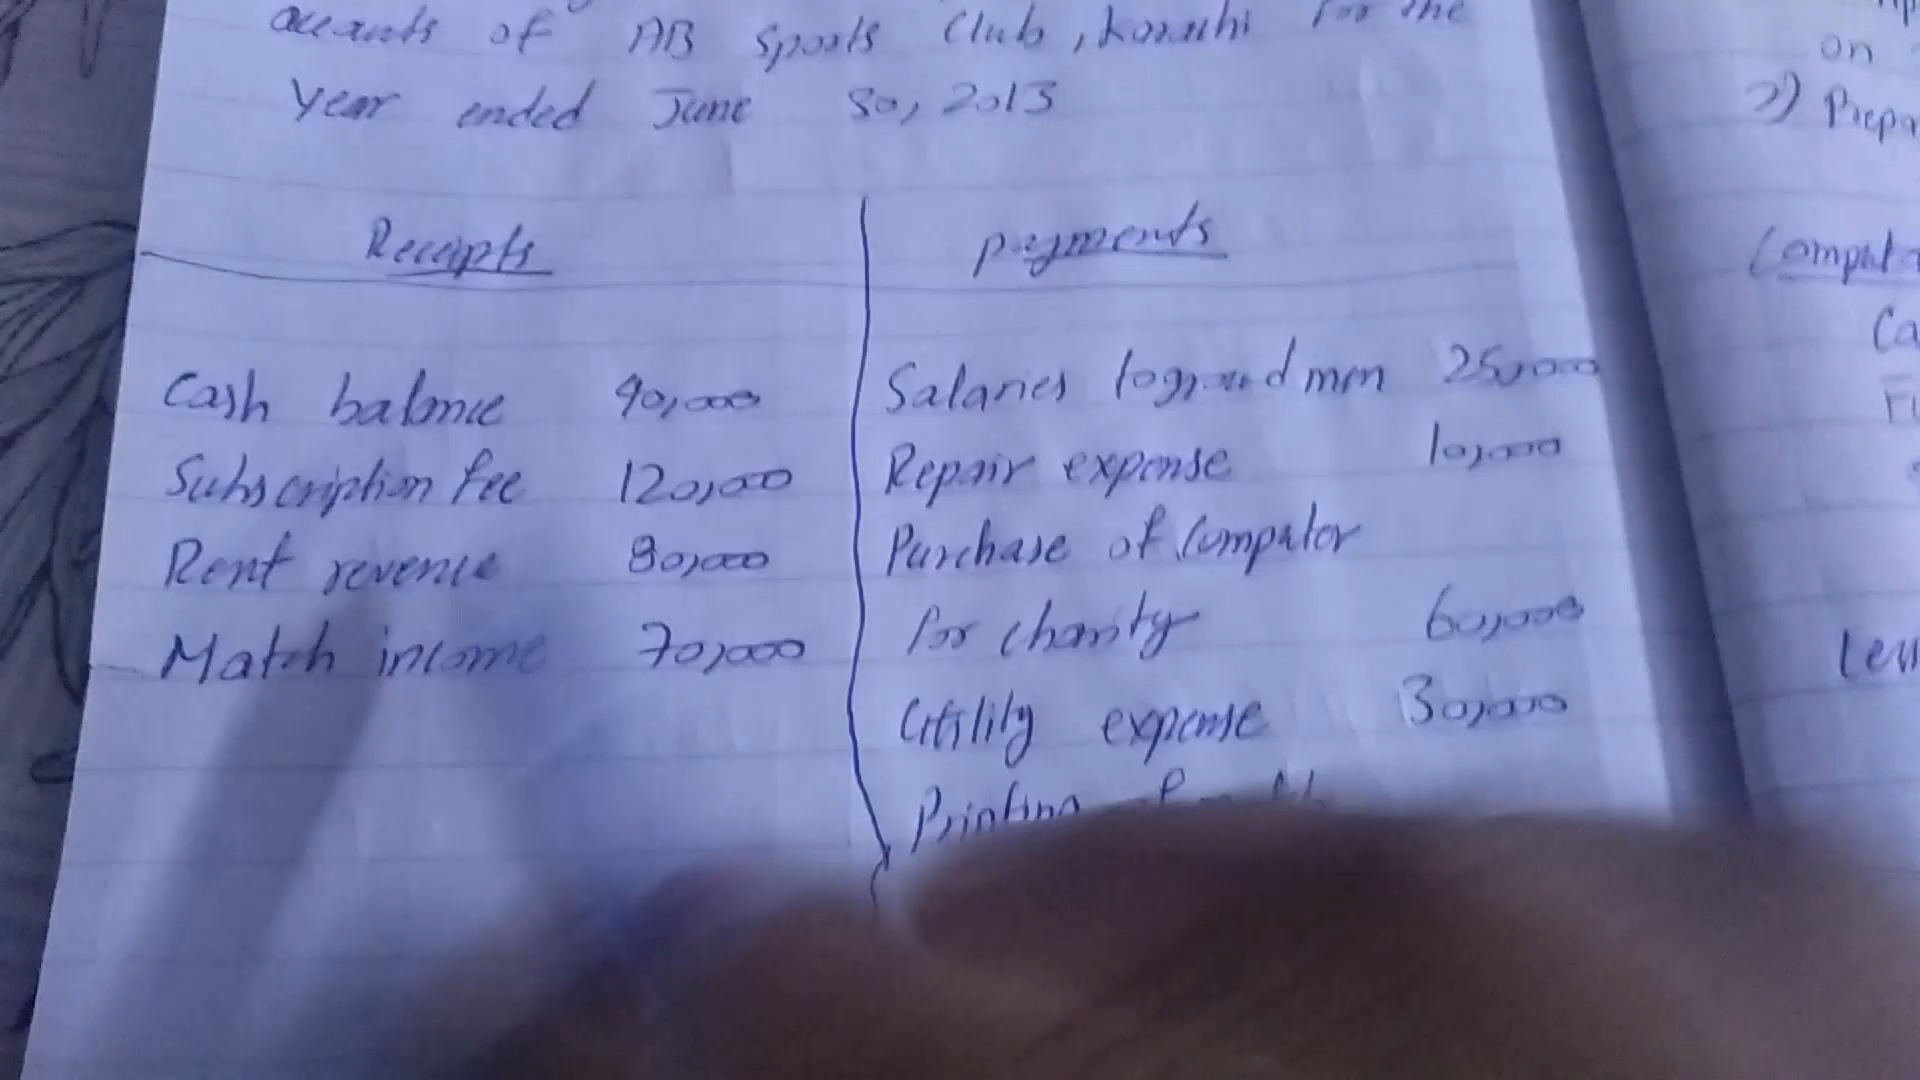 accounts of AB Sports Club, Karachi For the
Year ended June 30, 2013
Receipts
Payments
Cash balance 90,000
Subscription Fee 120,000
Rent revenue 80,000
Match income 70,000
Salaries to ground men 25,000
Repair expense 10,000
Purchase of Computer
for charity 60,000
Utility expense 30,000
Printing of
on
2) Prepa
Computa
Ca